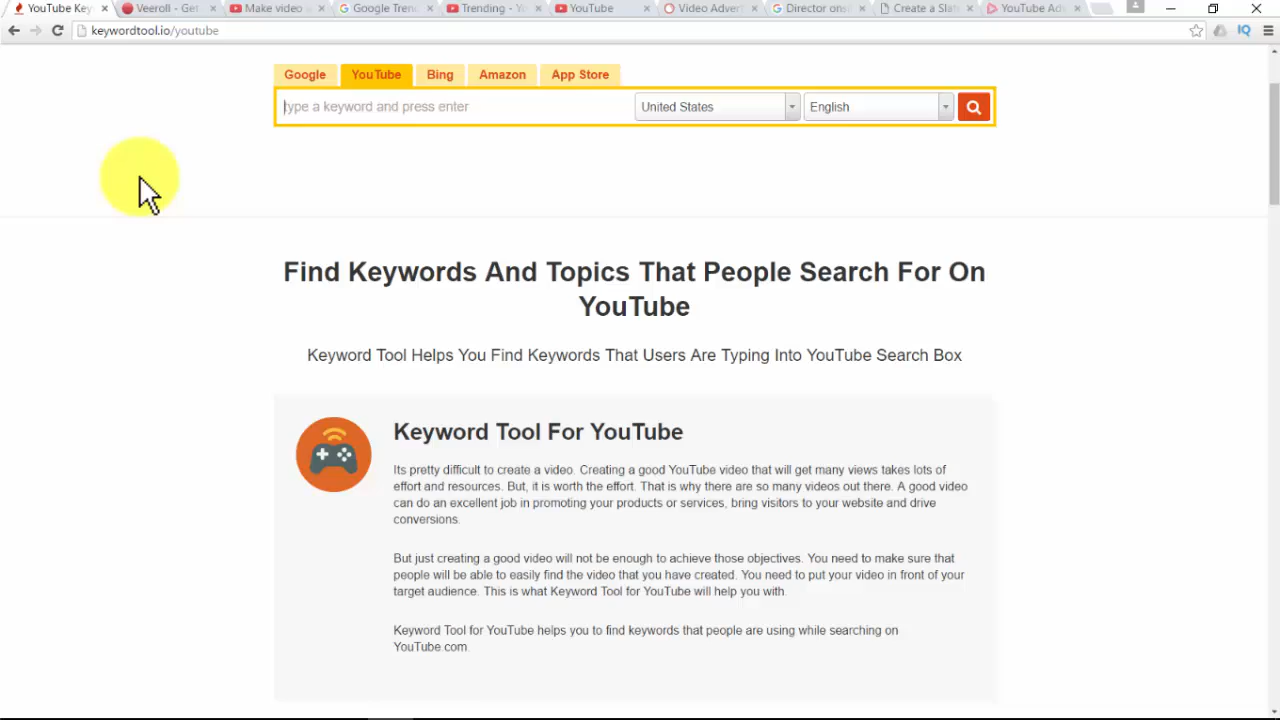 YouTube Key
Veeroll - Get
Make video a
Google Tren
Trending - Yo
YouTube
Video Advert
Director ons
Create a Slat
YouTube Adv
keywordtool.io/youtube
IQ
Google
YouTube
Bing
Amazon
App Store
Type a keyword and press enter
United States
English
Find Keywords And Topics That People Search For On
YouTube
Keyword Tool Helps You Find Keywords That Users Are Typing Into YouTube Search Box
Keyword Tool For YouTube
Its pretty difficult to create a video. Creating a good YouTube video that will get many views takes lots of
effort and resources. But, it is worth the effort. That is why there are so many videos out there. A good video
can do an excellent job in promoting your products or services, bring visitors to your website and drive
conversions.
But just creating a good video will not be enough to achieve those objectives. You need to make sure that
people will be able to easily find the video that you have created. You need to put your video in front of your
target audience. This is what Keyword Tool for YouTube will help you with.
Keyword Tool for YouTube helps you to find keywords that people are using while searching on
YouTube.com.